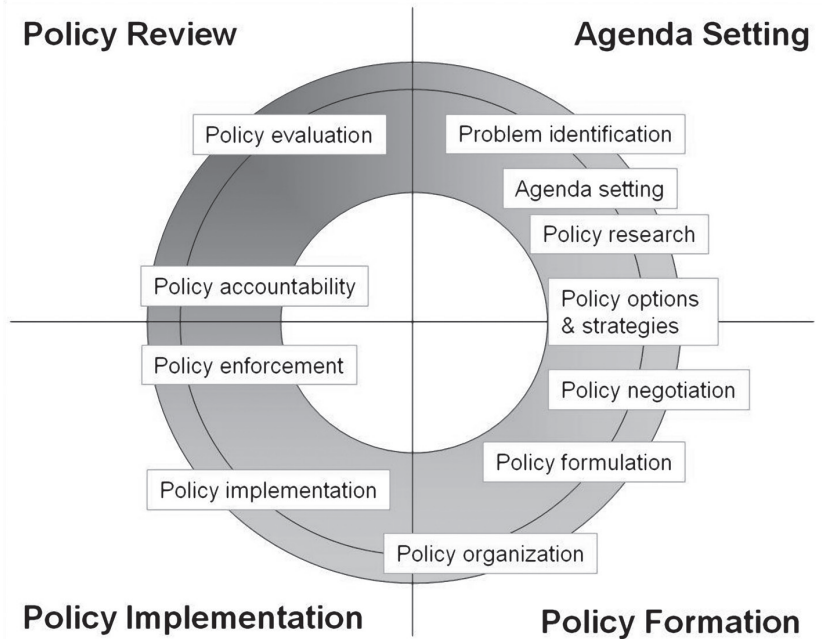 Policy Review
Agenda Setting
Policy evaluation
Problem identification
Agenda setting
Policy research
Policy accountability
Policy options
& strategies
Policy enforcement
Policy negotiation
Policy formulation
Policy implementation
Policy organization
Policy Implementation
Policy Formation